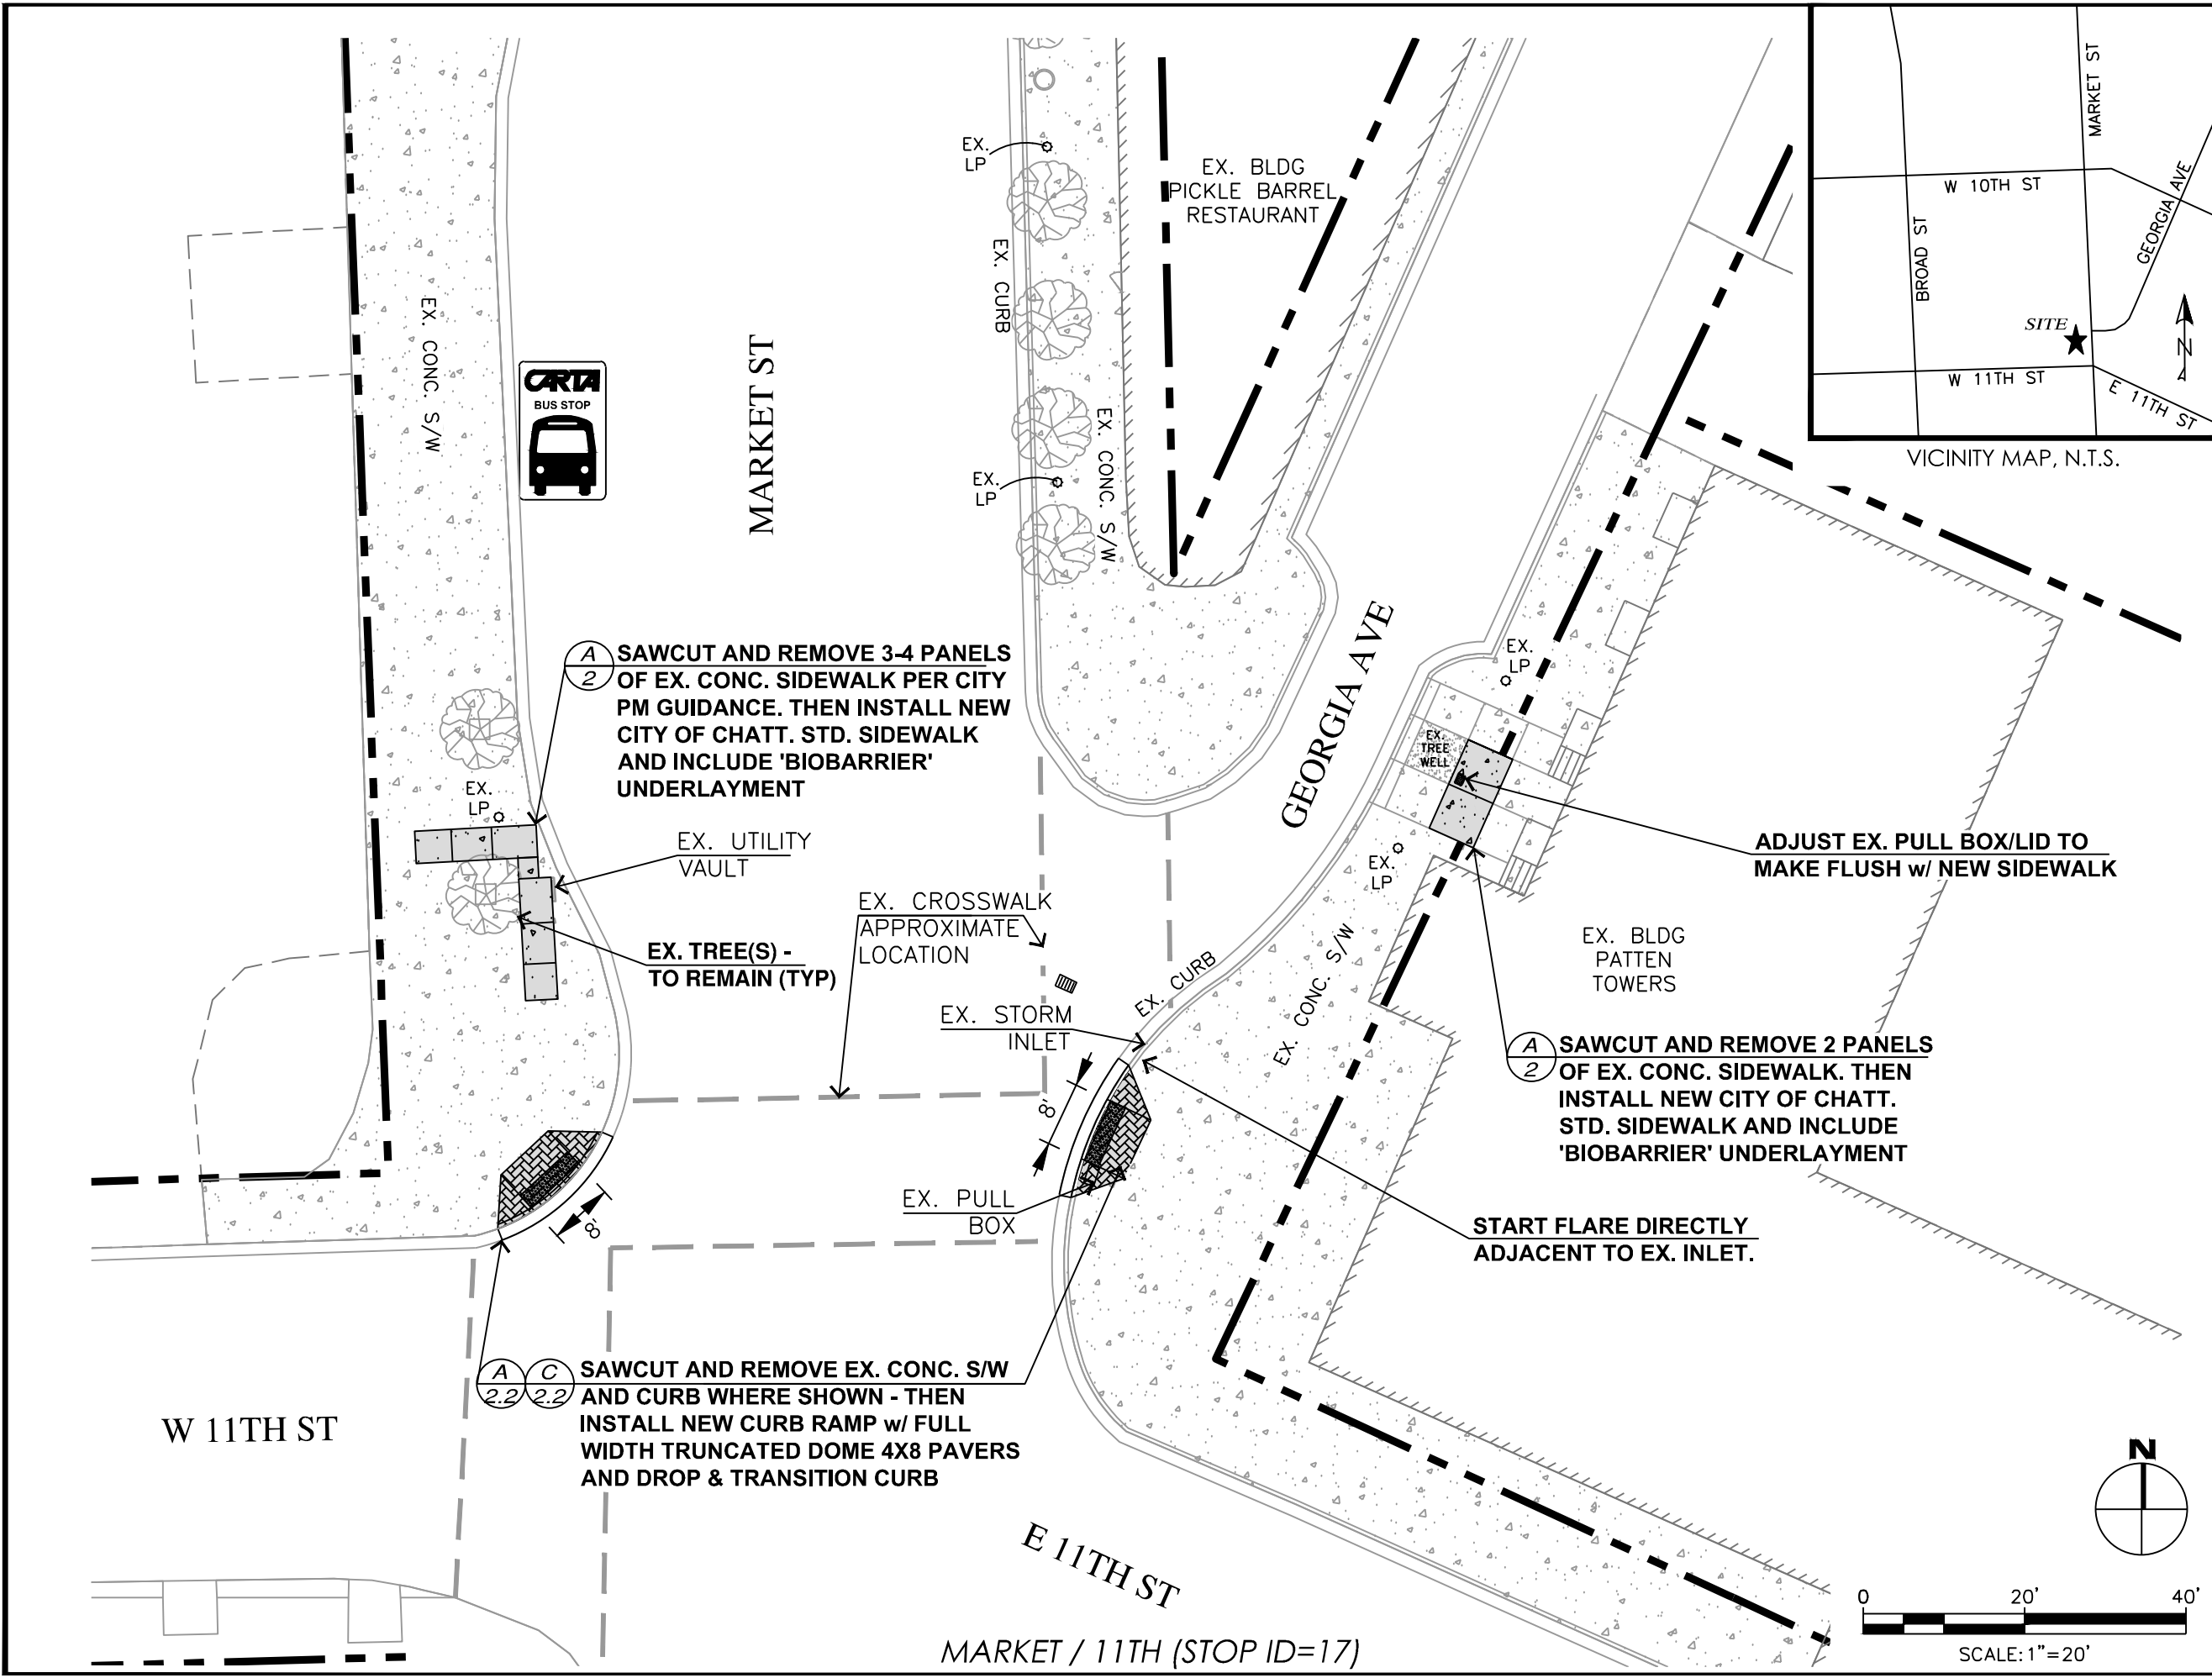 EX.
LP
EX. BLDG
PICKLE BARREL
RESTAURANT
EX. CURB
EX. CONC. S/W
CARTA
BUS STOP
MARKET ST
EX.
LP
EX. CONC. S/W
MARKET ST
W 10TH ST
GEORGIA AVE
BROAD ST
SITE
N
W 11TH ST
E 11TH ST
VICINITY MAP, N.T.S.
A
2
SAWCUT AND REMOVE 3-4 PANELS
OF EX. CONC. SIDEWALK PER CITY
PM GUIDANCE. THEN INSTALL NEW
CITY OF CHATT. STD. SIDEWALK
AND INCLUDE 'BIOBARRIER'
UNDERLAYMENT
GEORGIA AVE
EX.
LP
EX.
TREE
WELL
EX.
LP
EX. UTILITY
VAULT
ADJUST EX. PULL BOX/LID TO
MAKE FLUSH w/ NEW SIDEWALK
EX.
LP
EX. CROSSWALK
APPROXIMATE
LOCATION
EX. TREE(S) -
TO REMAIN (TYP)
EX. CURB
EX. CONC. S/W
EX. BLDG
PATTEN
TOWERS
EX. STORM
INLET
A
2
SAWCUT AND REMOVE 2 PANELS
OF EX. CONC. SIDEWALK. THEN
INSTALL NEW CITY OF CHATT.
STD. SIDEWALK AND INCLUDE
'BIOBARRIER' UNDERLAYMENT
8'
8'
EX. PULL
BOX
START FLARE DIRECTLY
ADJACENT TO EX. INLET.
A
2.2
C
2.2
SAWCUT AND REMOVE EX. CONC. S/W
AND CURB WHERE SHOWN - THEN
INSTALL NEW CURB RAMP w/ FULL
WIDTH TRUNCATED DOME 4X8 PAVERS
AND DROP & TRANSITION CURB
W 11TH ST
E 11TH ST
N
0 20' 40'
SCALE: 1"=20'
MARKET / 11TH (STOP ID=17)